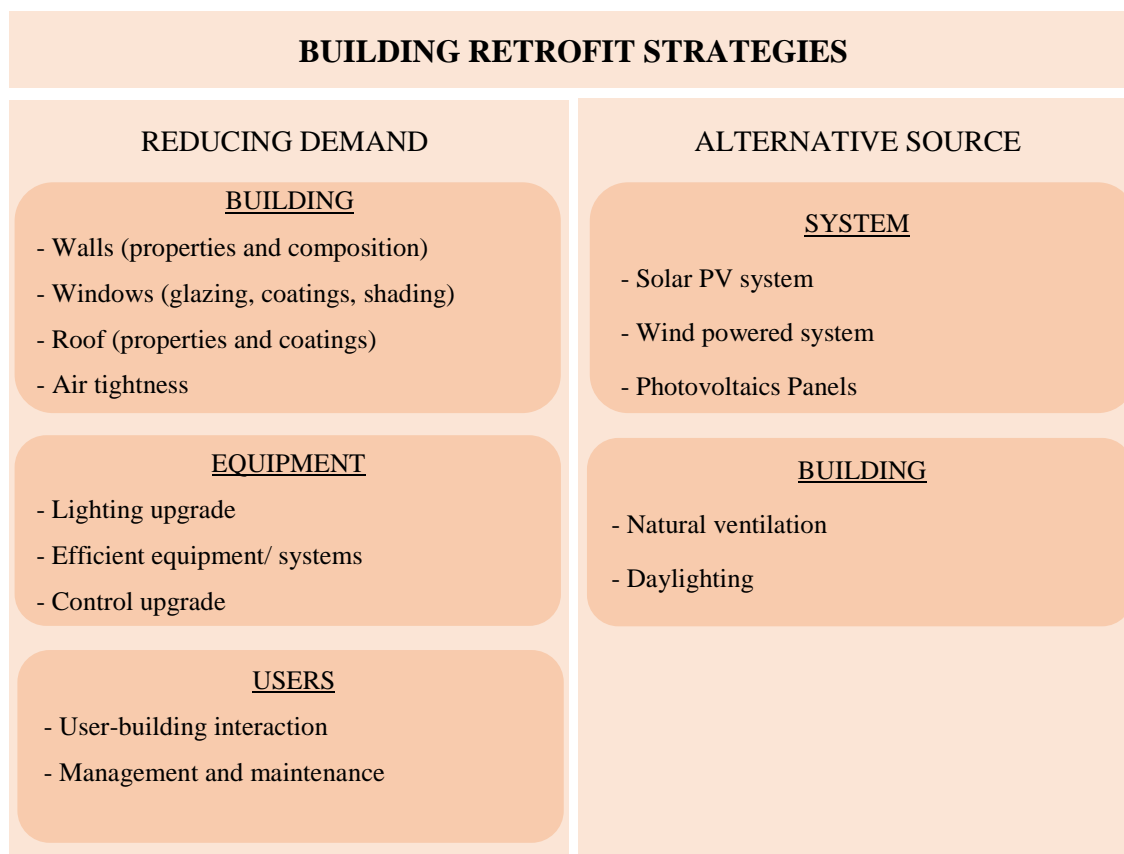 BUILDING RETROFIT STRATEGIES
REDUCING DEMAND
BUILDING
- Walls (properties and composition)
- Windows (glazing, coatings, shading)
- Roof (properties and coatings)
- Air tightness
EQUIPMENT
- Lighting upgrade
- Efficient equipment/ systems
- Control upgrade
USERS
- User-building interaction
- Management and maintenance
ALTERNATIVE SOURCE
SYSTEM
- Solar PV system
- Wind powered system
- Photovoltaics Panels
BUILDING
- Natural ventilation
- Daylighting